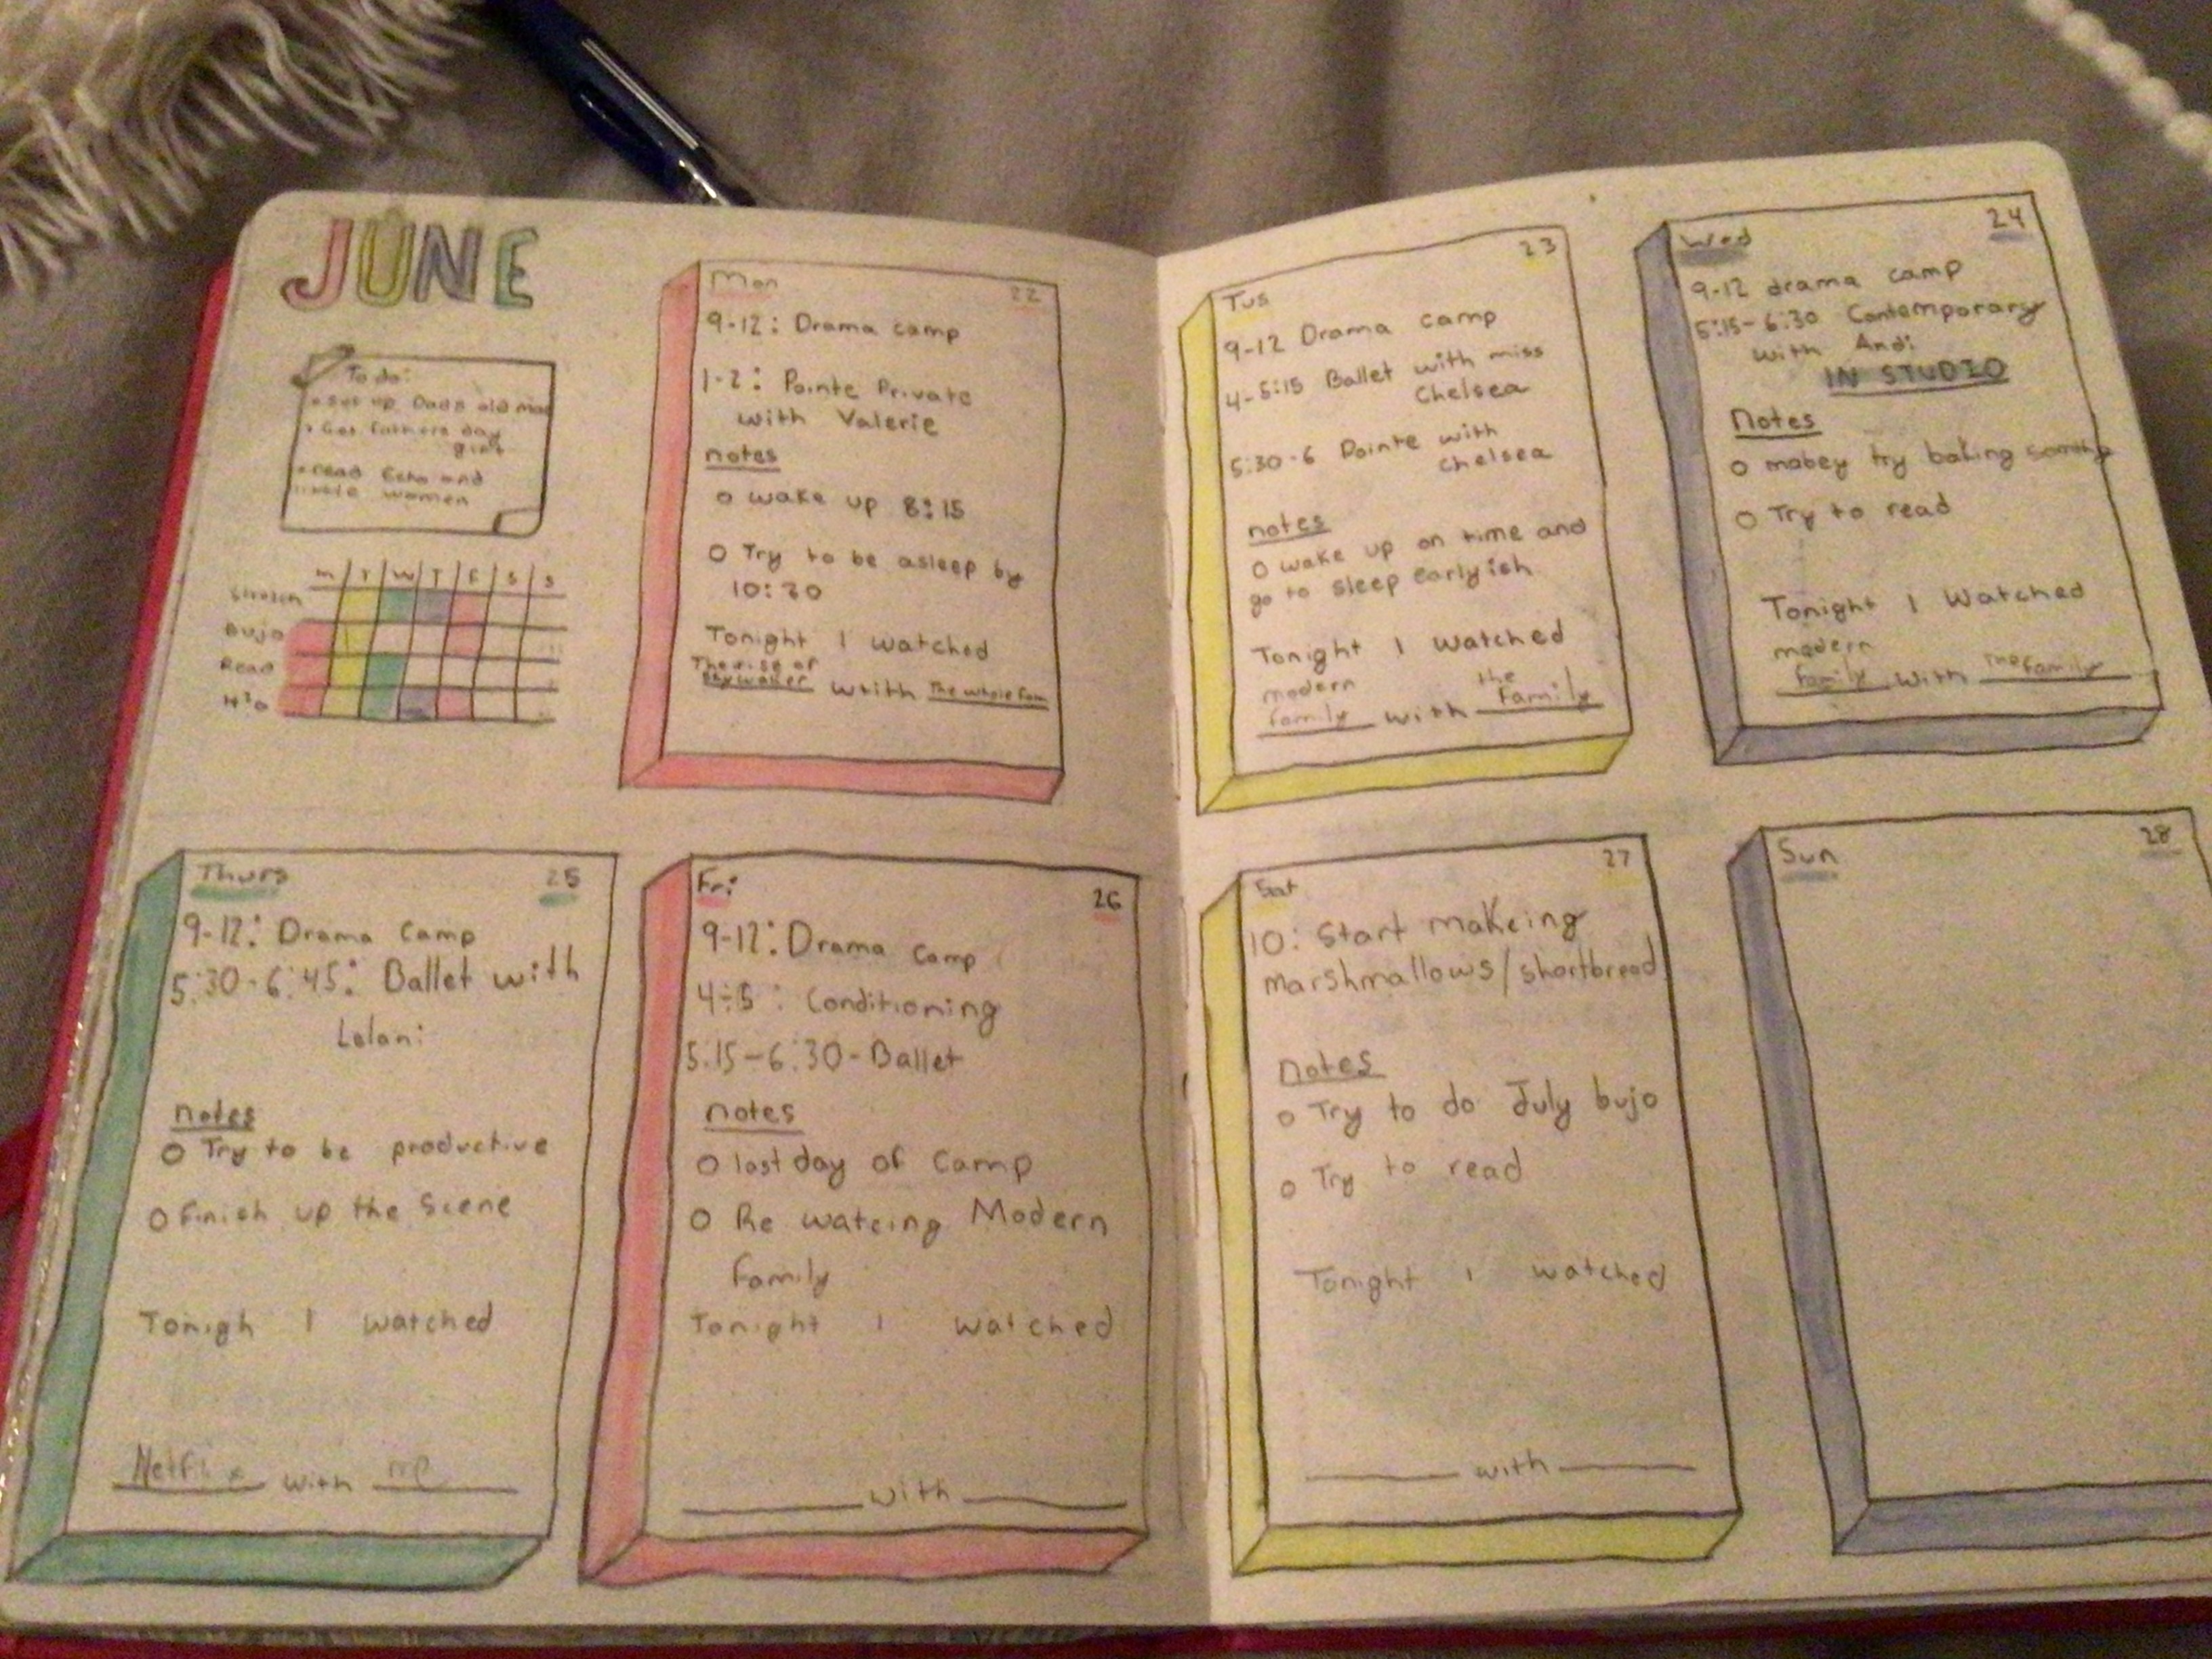 JUNE
To do:
• Set up Dads old mac
• Get fathers day
gift
• read Echo and
little women
M T W T F S S
Stretch
Bujo
Read
H²O
Mon 22
9-12: Drama camp
1-2: Pointe Private
with Valerie
notes
o wake up 8:15
o Try to be asleep by
10:30
Tonight I watched
The rise of
Skywalker with The whole fam
Tus 23
9-12 Drama camp
4-5:15 Ballet with miss
Chelsea
5:30-6 Pointe with
Chelsea
notes
o wake up on time and
go to sleep earlyish
Tonight I watched
modern the
family with family
Wed 24
9-12 drama camp
5:15-6:30 Contemporary
with Andi
IN STUDIO
Notes
o mabey try baking
o Try to read
Tonight I Watched
modern
family with The family
Thurs 25
9-12: Drama Camp
5:30-6:45: Ballet with
notes
o Try to be productive
o Finish up the Scene
Tonigh I watched
Netflix with me
Fri 26
9-12: Drama camp
4-5: Conditioning
5:15-6:30-Ballet
notes
o last day of camp
o Re watcing Modern
family
Tonight I watched
with
Sat 27
10: Start makeing
marshmallows/shortbread
Notes
o Try to do July bujo
o Try to read
Tonight I watched
with
Sun 28